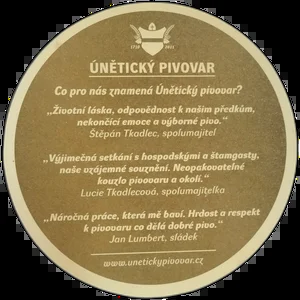 1710 2011
ÚNĚTICKÝ PIVOVAR
Co pro nás znamená Únětický pivovar?
„Životní láska, odpovědnost k našim předkům,
nekončící emoce a výborné pivo.“
Štěpán Tkadlec, spolumajitel
„Výjimečná setkání s hospodskými a štamgasty,
naše vzájemné souznění. Neopakovatelné
kouzlo pivovaru a okolí.“
Lucie Tkadlecová, spolumajitelka
„Náročná práce, která mě baví. Hrdost a respekt
k pivovaru co dělá dobré pivo.“
Jan Lumbert, sládek
www.unetickypivovar.cz